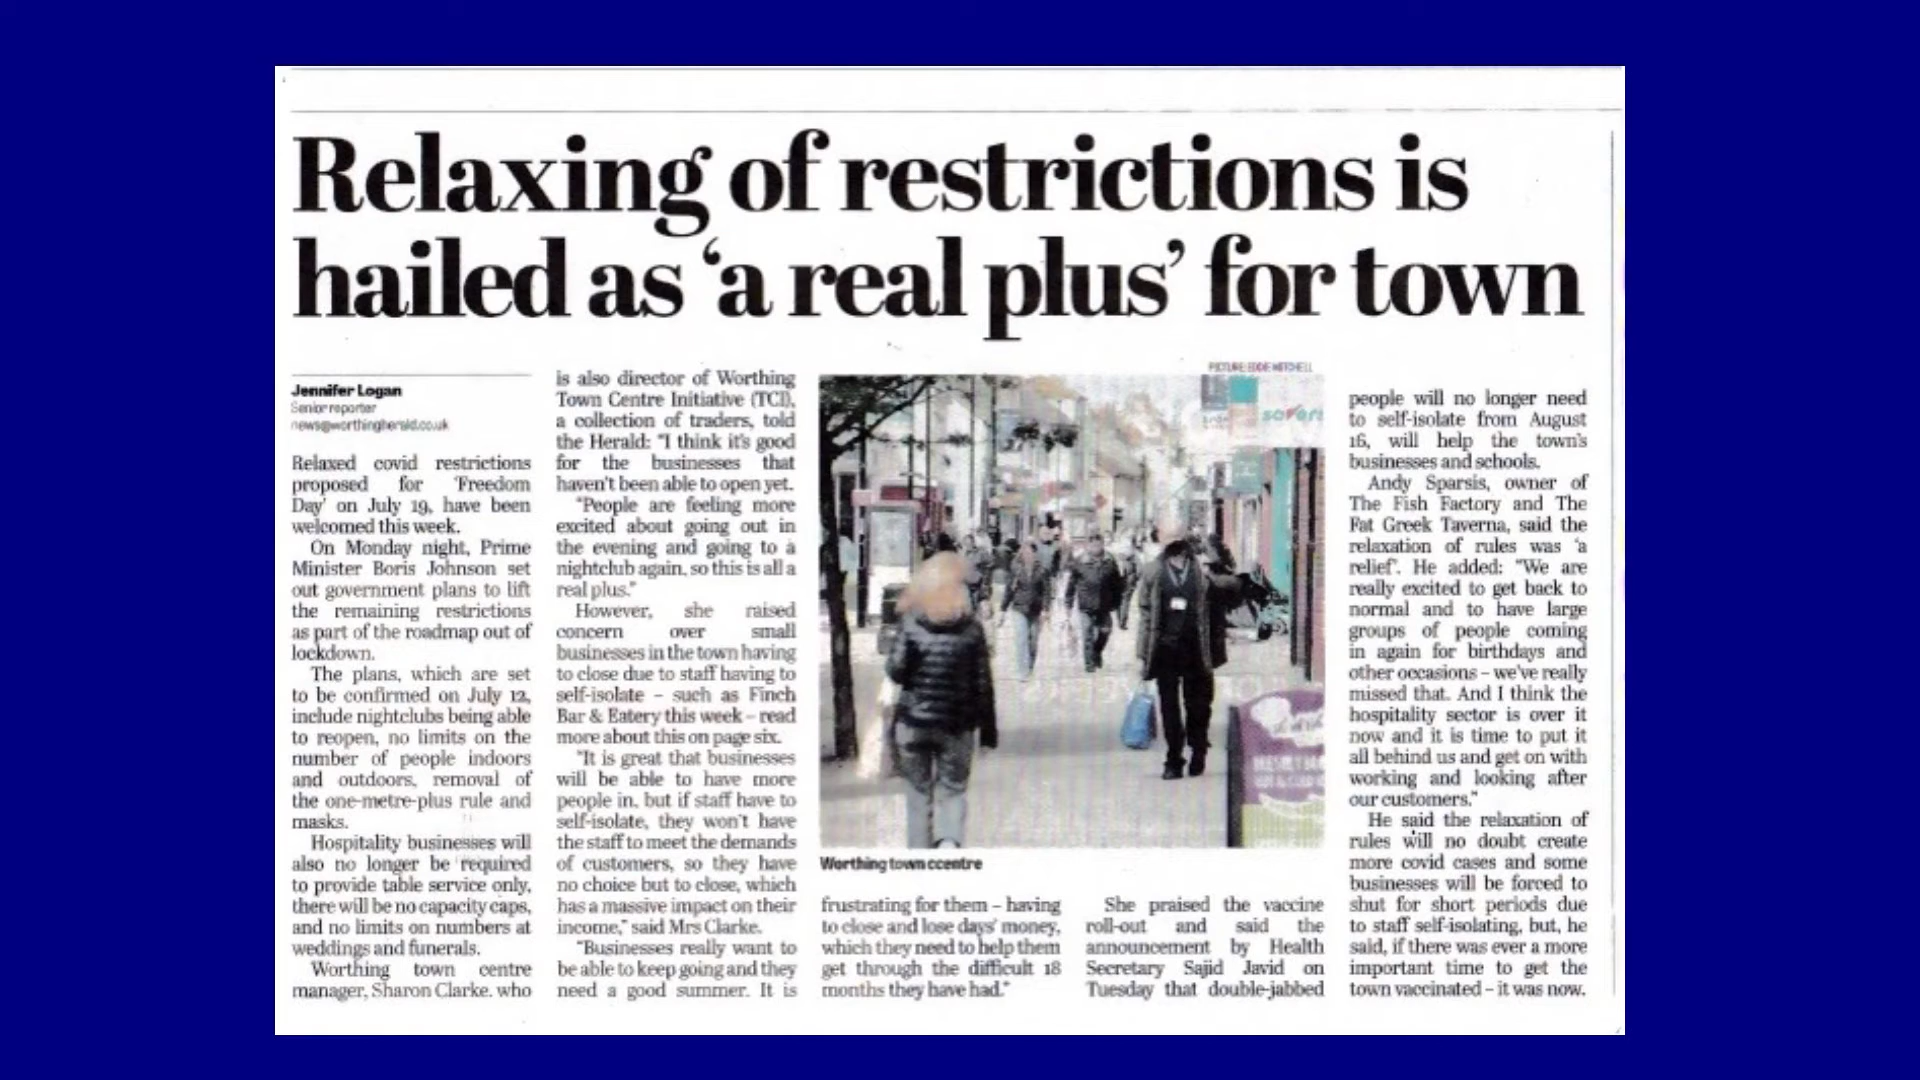 Relaxing of restrictions is
hailed as ‘a real plus’ for town
Jennifer Logan
Senior reporter
news@worthingherald.co.uk
Relaxed covid restrictions
proposed for ‘Freedom
Day’ on July 19, have been
welcomed this week.
On Monday night, Prime
Minister Boris Johnson set
out government plans to lift
the remaining restrictions
as part of the roadmap out of
lockdown.
The plans, which are set
to be confirmed on July 12,
include nightclubs being able
to reopen, no limits on the
number of people indoors
and outdoors, removal of
the one-metre-plus rule and
masks.
Hospitality businesses will
also no longer be required
to provide table service only,
there will be no capacity caps,
and no limits on numbers at
weddings and funerals.
Worthing town centre
manager, Sharon Clarke, who
is also director of Worthing
Town Centre Initiative (TCI),
a collection of traders, told
the Herald: “I think it’s good
for the businesses that
haven’t been able to open yet.
“People are feeling more
excited about going out in
the evening and going to a
nightclub again, so this is all a
real plus.”
However, she raised
concern over small
businesses in the town having
to close due to staff having to
self-isolate – such as Finch
Bar & Eatery this week – read
more about this on page six.
“It is great that businesses
will be able to have more
people in, but if staff have to
self-isolate, they won’t have
the staff to meet the demands
of customers, so they have
no choice but to close, which
has a massive impact on their
income,” said Mrs Clarke.
“Businesses really want to
be able to keep going and they
need a good summer. It is
PICTURE: EDDIE MITCHELL
savers
Worthing town ccentre
frustrating for them – having
to close and lose days’ money,
which they need to help them
get through the difficult 18
months they have had.”
She praised the vaccine
roll-out and said the
announcement by Health
Secretary Sajid Javid on
Tuesday that double-jabbed
people will no longer need
to self-isolate from August
16, will help the town’s
businesses and schools.
Andy Sparsis, owner of
The Fish Factory and The
Fat Greek Taverna, said the
relaxation of rules was ‘a
relief’. He added: “We are
really excited to get back to
normal and to have large
groups of people coming
in again for birthdays and
other occasions – we’ve really
missed that. And I think the
hospitality sector is over it
now and it is time to put it
all behind us and get on with
working and looking after
our customers.”
He said the relaxation of
rules will no doubt create
more covid cases and some
businesses will be forced to
shut for short periods due
to staff self-isolating, but, he
said, if there was ever a more
important time to get the
town vaccinated – it was now.